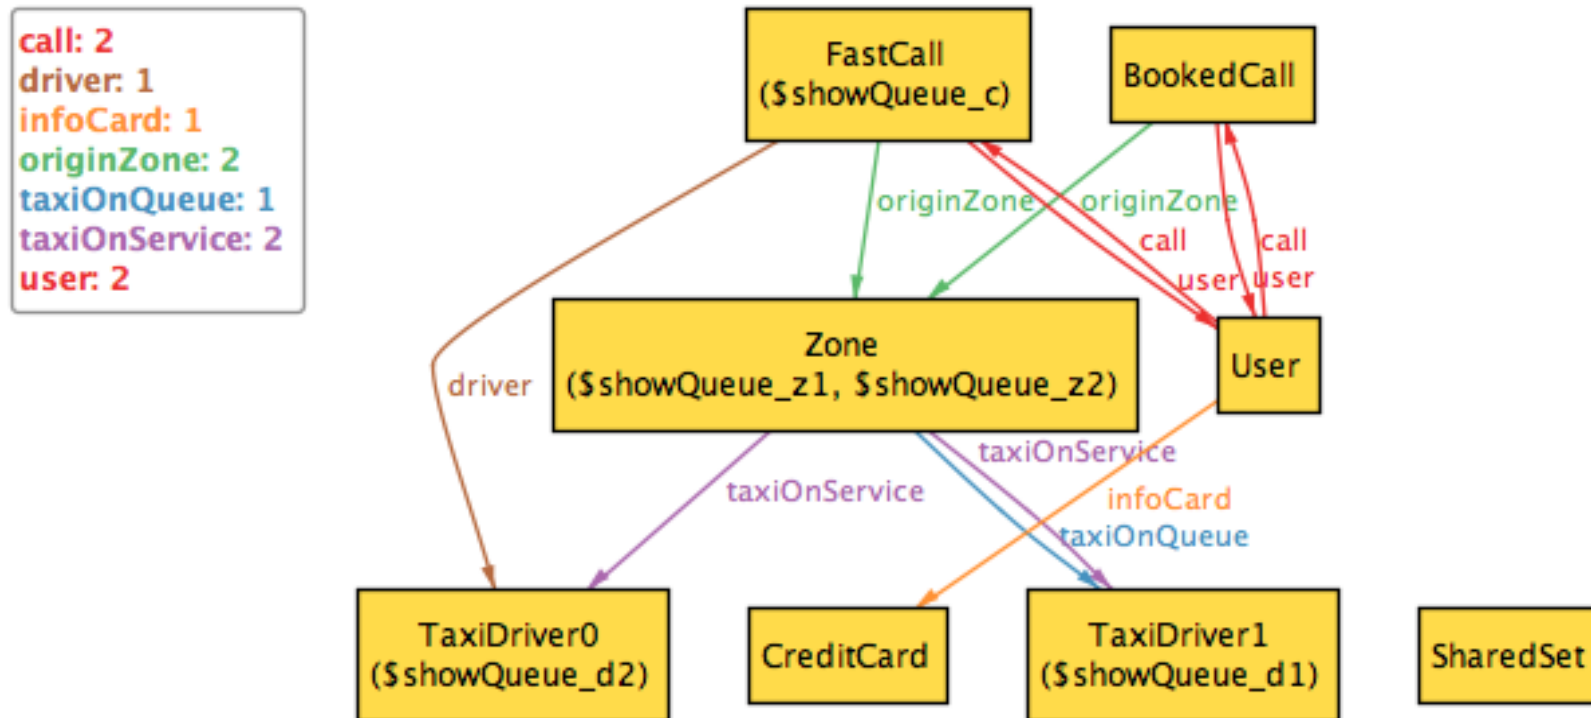 call: 2
driver: 1
infoCard: 1
originZone: 2
taxiOnQueue: 1
taxiOnService: 2
user: 2
FastCall
($showQueue_c)
BookedCall
originZone
originZone
call
call
user
user
Zone
($showQueue_z1, $showQueue_z2)
User
driver
taxiOnService
taxiOnService
infoCard
taxiOnQueue
TaxiDriver0
($showQueue_d2)
CreditCard
TaxiDriver1
($showQueue_d1)
SharedSet